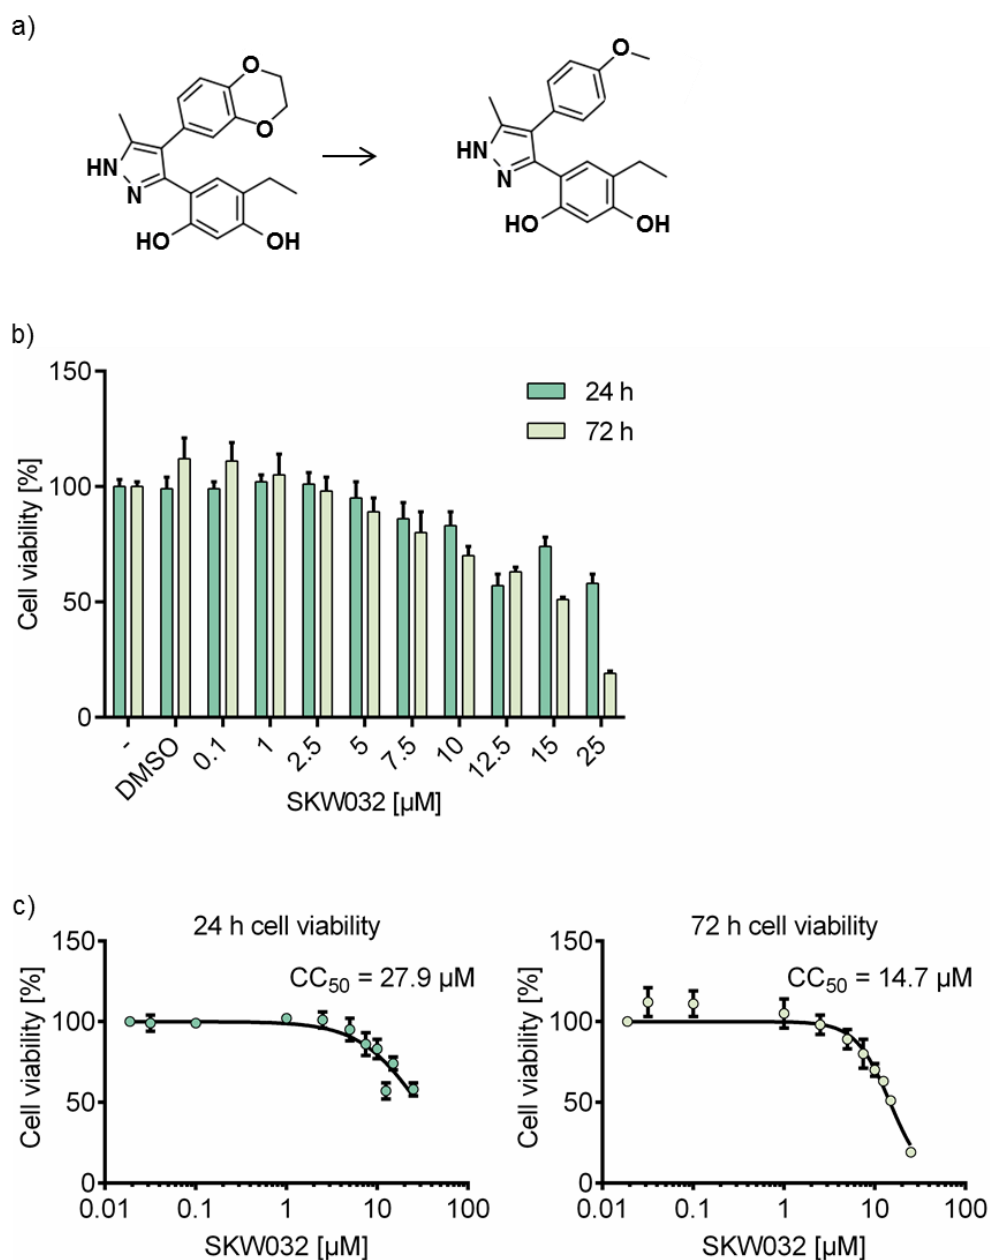 a)
O
O
HN
N
HO
OH
O
HN
N
HO
OH
b)
150
100
50
0
Cell viability [%]
24 h
72 h
-
DMSO
0.1
1
2.5
5
7.5
10
12.5
15
25
SKW032 [µM]
c)
24 h cell viability
CC50 = 27.9 µM
150
100
50
0
Cell viability [%]
0.01
0.1
1
10
100
SKW032 [µM]
72 h cell viability
CC50 = 14.7 µM
150
100
50
0
Cell viability [%]
0.01
0.1
1
10
100
SKW032 [µM]